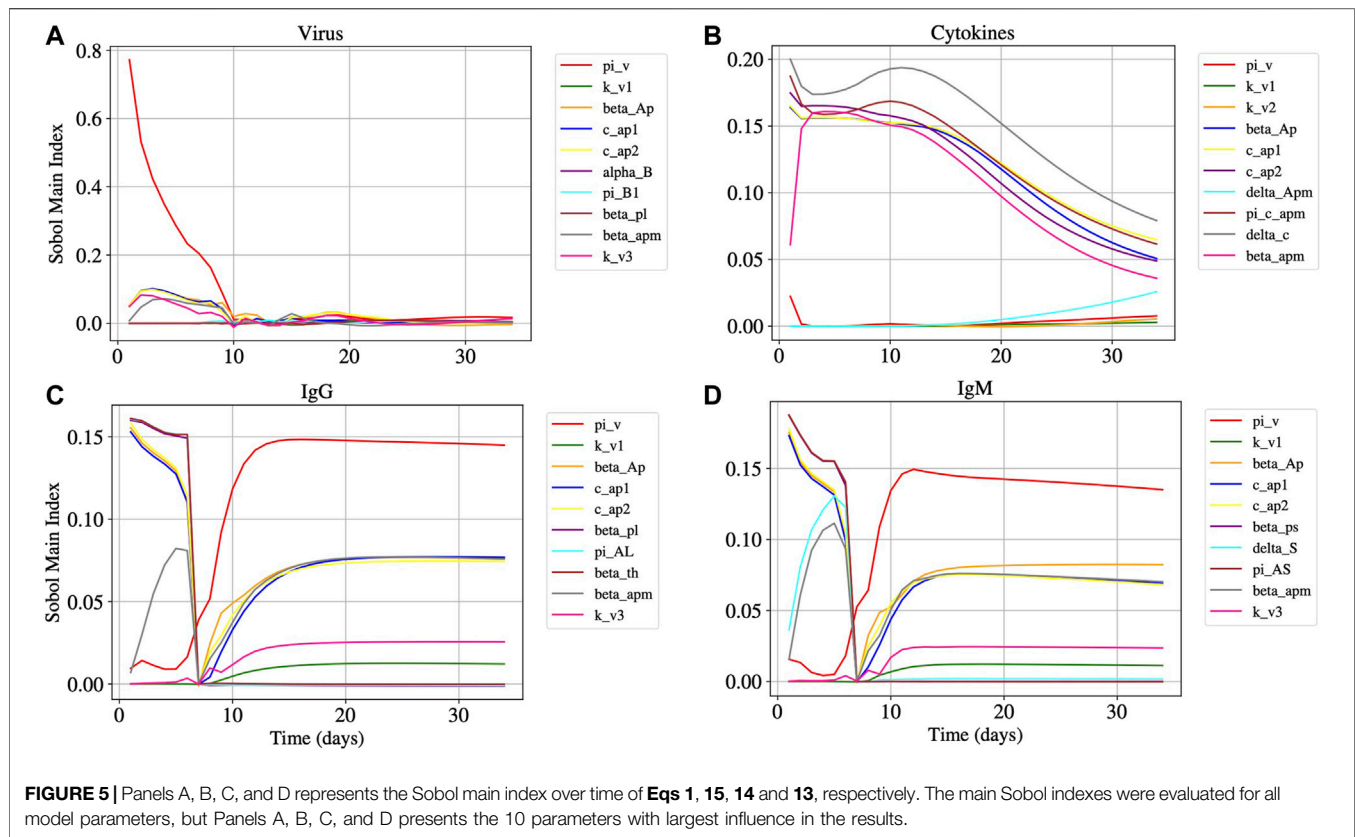 A
Virus
Sobol Main Index
0.8
0.6
0.4
0.2
0.0
0
10
20
30
pi_v
k_v1
beta_Ap
c_ap1
c_ap2
alpha_B
pi_B1
beta_pl
beta_apm
k_v3
B
Cytokines
0.20
0.15
0.10
0.05
0.00
0
10
20
30
pi_v
k_v1
k_v2
beta_Ap
c_ap1
c_ap2
delta_Apm
pi_c_apm
delta_c
beta_apm
C
IgG
Sobol Main Index
0.15
0.10
0.05
0.00
0
10
20
30
Time (days)
pi_v
k_v1
beta_Ap
c_ap1
c_ap2
beta_pl
pi_AL
beta_th
beta_apm
k_v3
D
IgM
0.15
0.10
0.05
0.00
0
10
20
30
Time (days)
pi_v
k_v1
beta_Ap
c_ap1
c_ap2
beta_ps
delta_S
pi_AS
beta_apm
k_v3
FIGURE 5 | Panels A, B, C, and D represents the Sobol main index over time of Eqs 1, 15, 14 and 13, respectively. The main Sobol indexes were evaluated for all
model parameters, but Panels A, B, C, and D presents the 10 parameters with largest influence in the results.